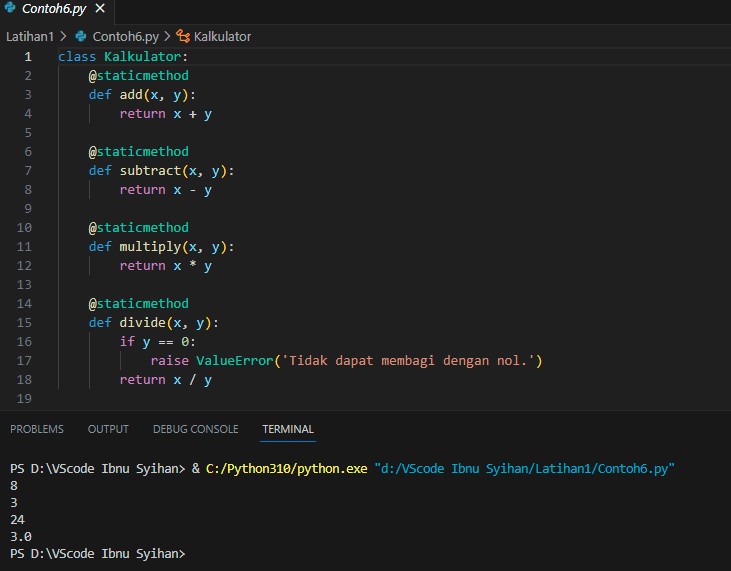 Contoh6.py ×
Latihan1 > Contoh6.py > Kalkulator
1 class Kalkulator:
2     @staticmethod
3     def add(x, y):
4         return x + y
5
6     @staticmethod
7     def subtract(x, y):
8         return x - y
9
10     @staticmethod
11     def multiply(x, y):
12         return x * y
13
14     @staticmethod
15     def divide(x, y):
16         if y == 0:
17             raise ValueError('Tidak dapat membagi dengan nol.')
18         return x / y
19
PROBLEMS OUTPUT DEBUG CONSOLE TERMINAL
PS D:\VScode Ibnu Syihan> & C:/Python310/python.exe "d:/VScode Ibnu Syihan/Latihan1/Contoh6.py"
8
3
24
3.0
PS D:\VScode Ibnu Syihan>